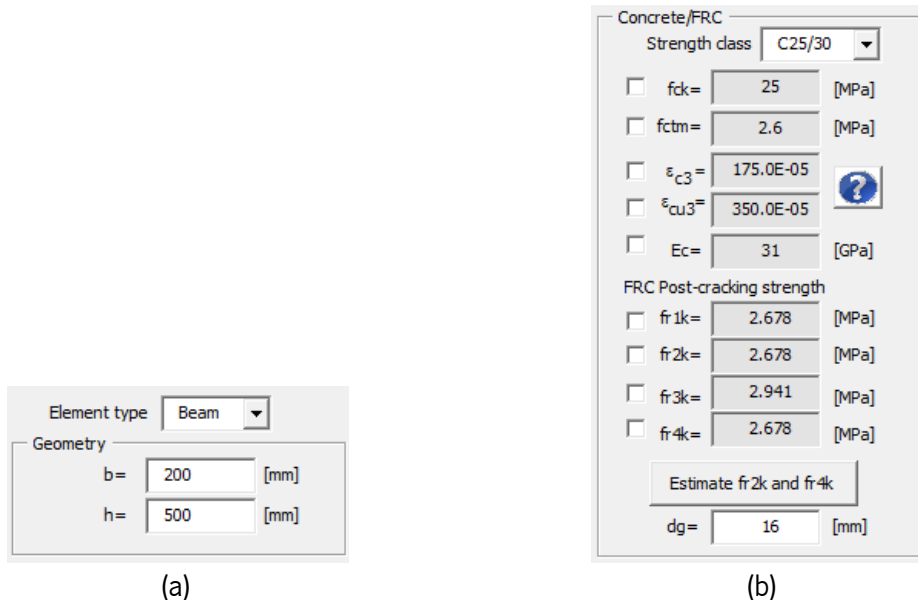 Element type Beam
Geometry
b= 200 [mm]
h= 500 [mm]
(a)
Concrete/FRC
Strength class C25/30
fck= 25 [MPa]
fctm= 2.6 [MPa]
εc3= 175.0E-05
?
εcu3= 350.0E-05
Ec= 31 [GPa]
FRC Post-cracking strength
fr1k= 2.678 [MPa]
fr2k= 2.678 [MPa]
fr3k= 2.941 [MPa]
fr4k= 2.678 [MPa]
Estimate fr2k and fr4k
dg= 16 [mm]
(b)